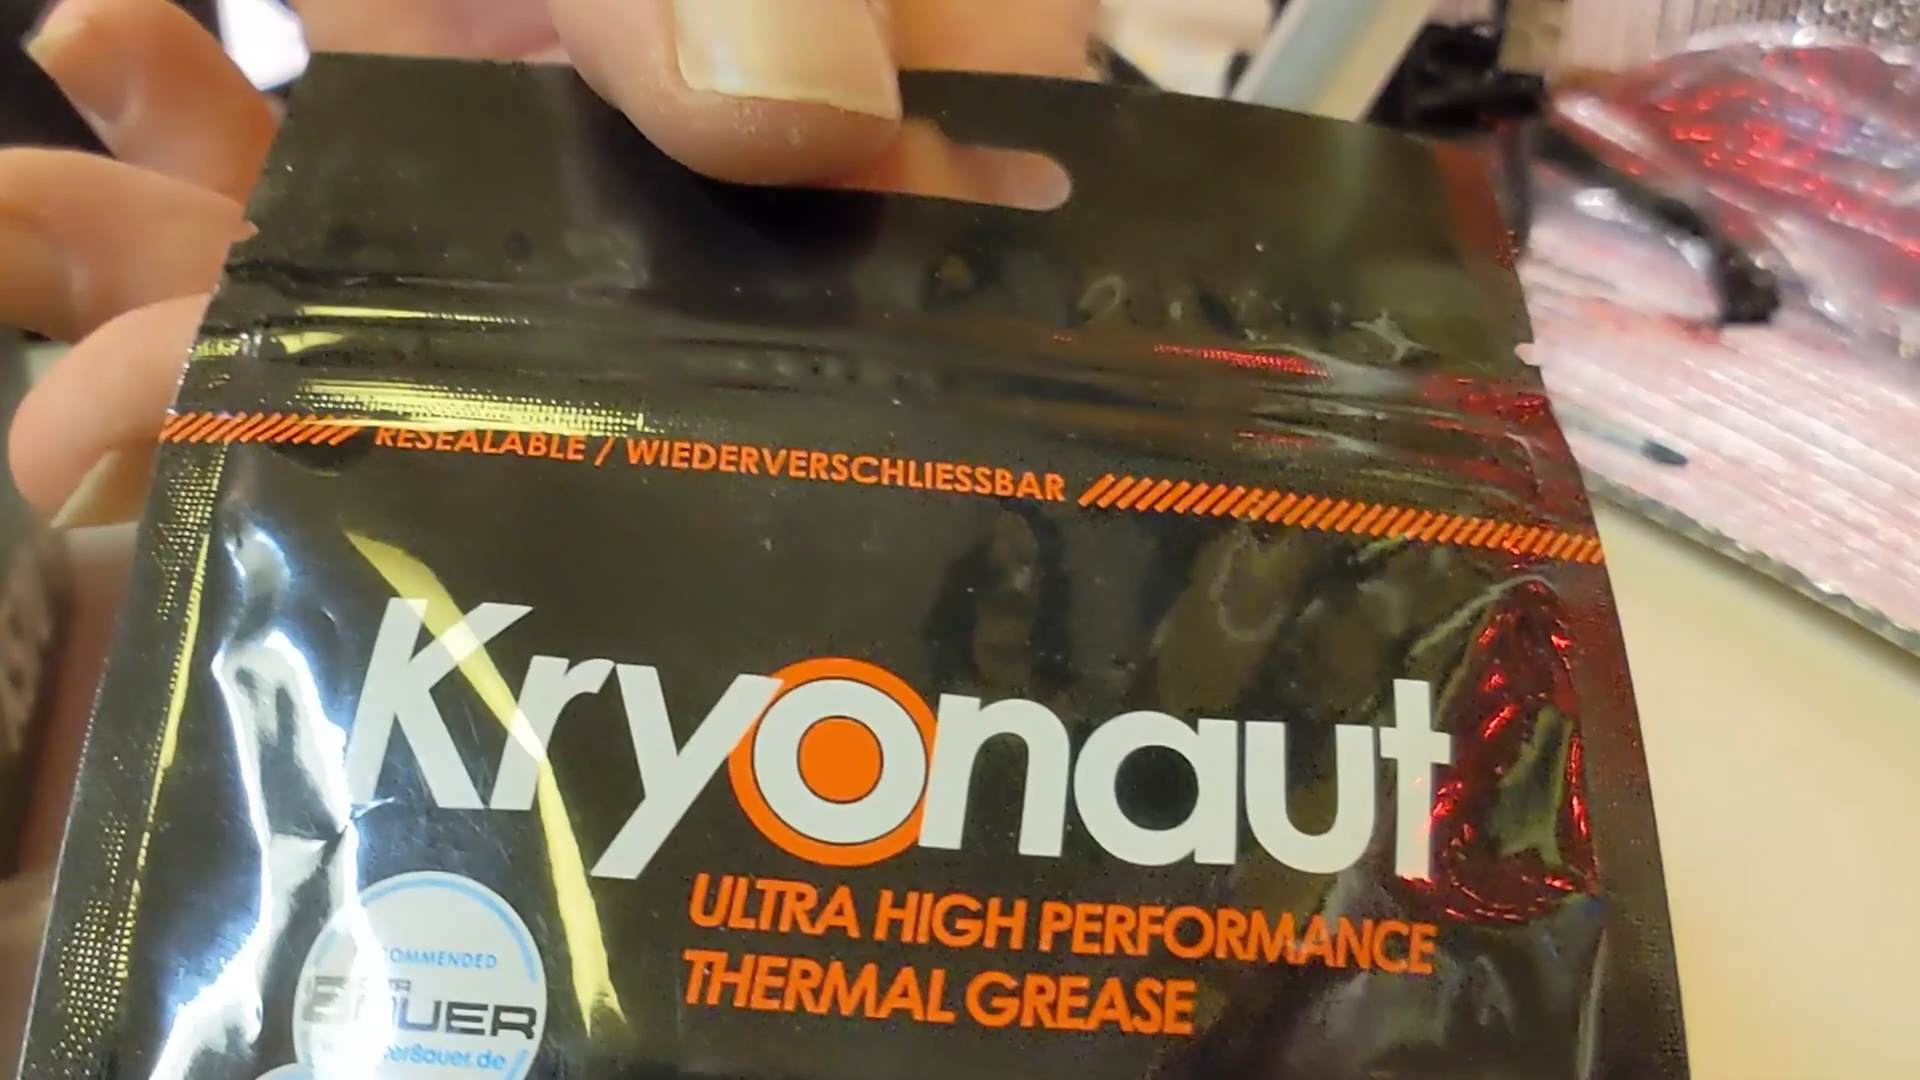 RESEALABLE / WIEDERVERSCHLIESSBAR
Kryonaut
ULTRA HIGH PERFORMANCE
THERMAL GREASE